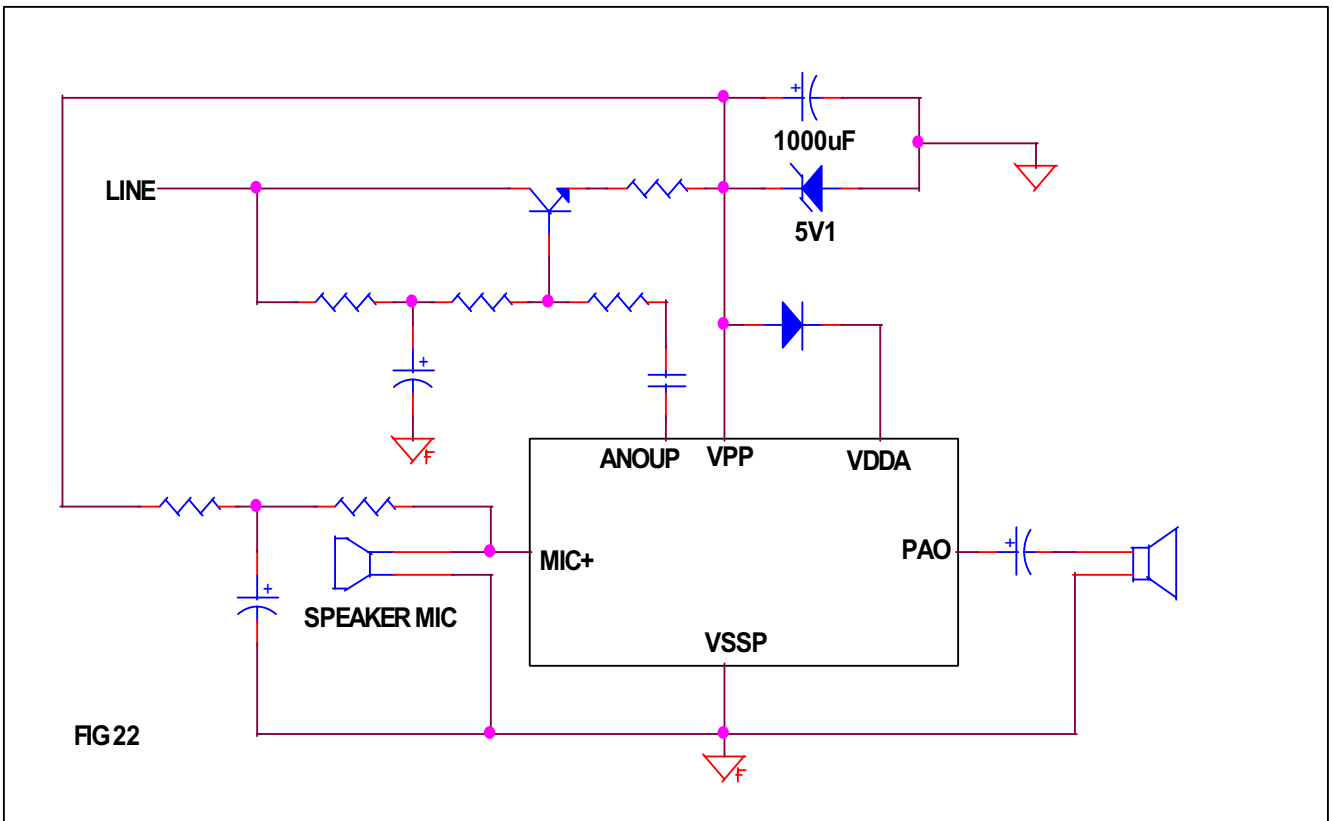 +
1000uF
LINE
5V1
+
ANOUP VPP VDDA
F
MIC+
PAO
+
+
SPEAKER MIC
VSSP
FIG 22
F